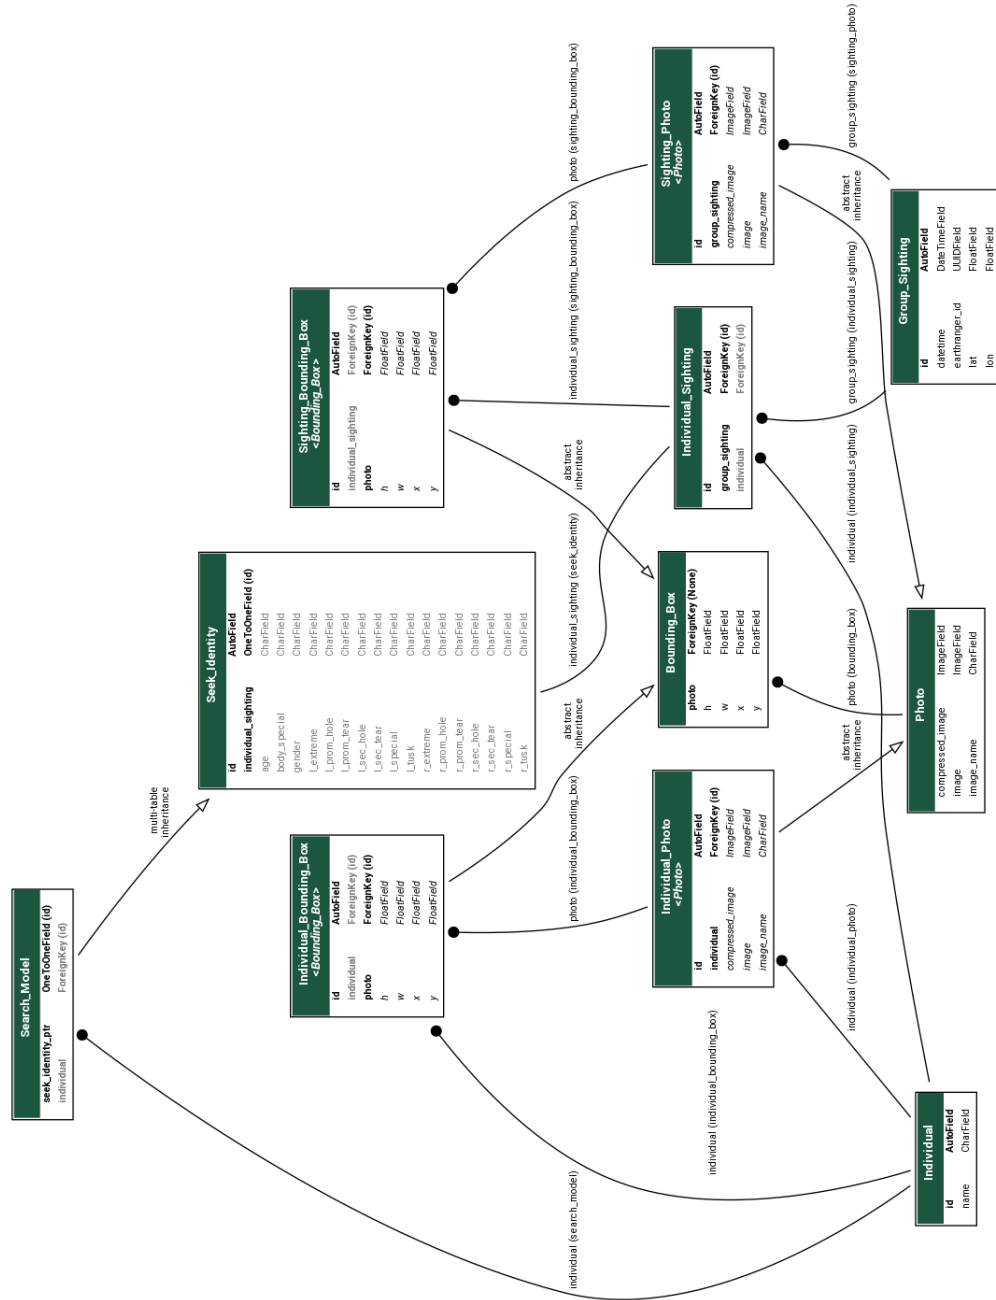 Search_Model
seek_identity_ptr OneToOneField (id)
individual ForeignKey (id)
multi-table
inheritance
Seek_Identity
id AutoField
individual_sighting OneToOneField (id)
age CharField
body_special CharField
gender CharField
l_extreme CharField
l_prom_hole CharField
l_prom_tear CharField
l_sec_hole CharField
l_sec_tear CharField
l_special CharField
l_tusk CharField
r_extreme CharField
r_prom_hole CharField
r_prom_tear CharField
r_sec_hole CharField
r_sec_tear CharField
r_special CharField
r_tusk CharField
Individual_Bounding_Box
<Bounding_Box>
id AutoField
individual ForeignKey (id)
photo ForeignKey (id)
h FloatField
w FloatField
x FloatField
y FloatField
Sighting_Bounding_Box
<Bounding_Box>
id AutoField
individual_sighting ForeignKey (id)
photo ForeignKey (id)
h FloatField
w FloatField
x FloatField
y FloatField
individual (search_model)
photo (individual_bounding_box)
abstract
inheritance
individual_sighting (seek_identity)
abstract
inheritance
individual_sighting (sighting_bounding_box)
photo (sighting_bounding_box)
individual (individual_bounding_box)
Individual_Photo
<Photo>
id AutoField
individual ForeignKey (id)
compressed_image ImageField
image ImageField
image_name CharField
Bounding_Box
photo ForeignKey (None)
h FloatField
w FloatField
x FloatField
y FloatField
Individual_Sighting
id AutoField
group_sighting ForeignKey (id)
individual ForeignKey (id)
Sighting_Photo
<Photo>
id AutoField
group_sighting ForeignKey (id)
compressed_image ImageField
image ImageField
image_name CharField
individual (individual_photo)
abstract
inheritance
photo (bounding_box)
individual (individual_sighting)
group_sighting (individual_sighting)
abstract
inheritance
group_sighting (sighting_photo)
Individual
id AutoField
name CharField
Photo
compressed_image ImageField
image ImageField
image_name CharField
Group_Sighting
id AutoField
datetime DateTimeField
earthranger_id UUIDField
lat FloatField
lon FloatField